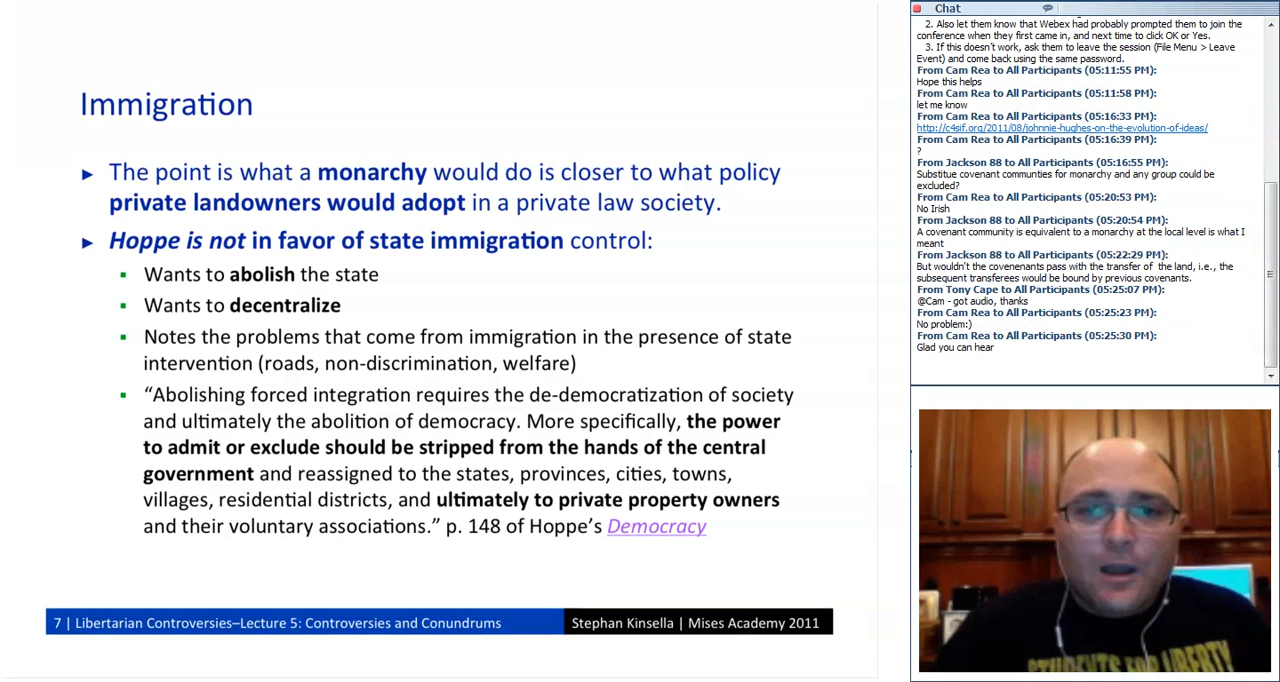 Immigration
► The point is what a monarchy would do is closer to what policy
private landowners would adopt in a private law society.
► Hoppe is not in favor of state immigration control:
▪ Wants to abolish the state
▪ Wants to decentralize
▪ Notes the problems that come from immigration in the presence of state
intervention (roads, non-discrimination, welfare)
▪ “Abolishing forced integration requires the de-democratization of society
and ultimately the abolition of democracy. More specifically, the power
to admit or exclude should be stripped from the hands of the central
government and reassigned to the states, provinces, cities, towns,
villages, residential districts, and ultimately to private property owners
and their voluntary associations.” p. 148 of Hoppe’s Democracy
7 | Libertarian Controversies–Lecture 5: Controversies and Conundrums
Stephan Kinsella | Mises Academy 2011
Chat
2. Also let them know that Webex had probably prompted them to join the
conference when they first came in, and next time to click OK or Yes.
3. If this doesn't work, ask them to leave the session (File Menu > Leave
Event) and come back using the same password.
From Cam Rea to All Participants (05:11:55 PM):
Hope this helps
From Cam Rea to All Participants (05:11:58 PM):
let me know
From Cam Rea to All Participants (05:16:33 PM):
http://c4sif.org/2011/08/johnnie-hughes-on-the-evolution-of-ideas/
From Cam Rea to All Participants (05:16:39 PM):
?
From Jackson 88 to All Participants (05:16:55 PM):
Substitue covenant communties for monarchy and any group could be
excluded?
From Cam Rea to All Participants (05:20:53 PM):
No Irish
From Jackson 88 to All Participants (05:20:54 PM):
A covenant community is equivalent to a monarchy at the local level is what I
meant
From Jackson 88 to All Participants (05:22:29 PM):
But wouldn't the covenenants pass with the transfer of the land, i.e., the
subsequent transferees would be bound by previous covenants.
From Tony Cape to All Participants (05:25:07 PM):
@Cam - got audio, thanks
From Cam Rea to All Participants (05:25:23 PM):
No problem:)
From Cam Rea to All Participants (05:25:30 PM):
Glad you can hear
STUDENTS FOR LIBERTY